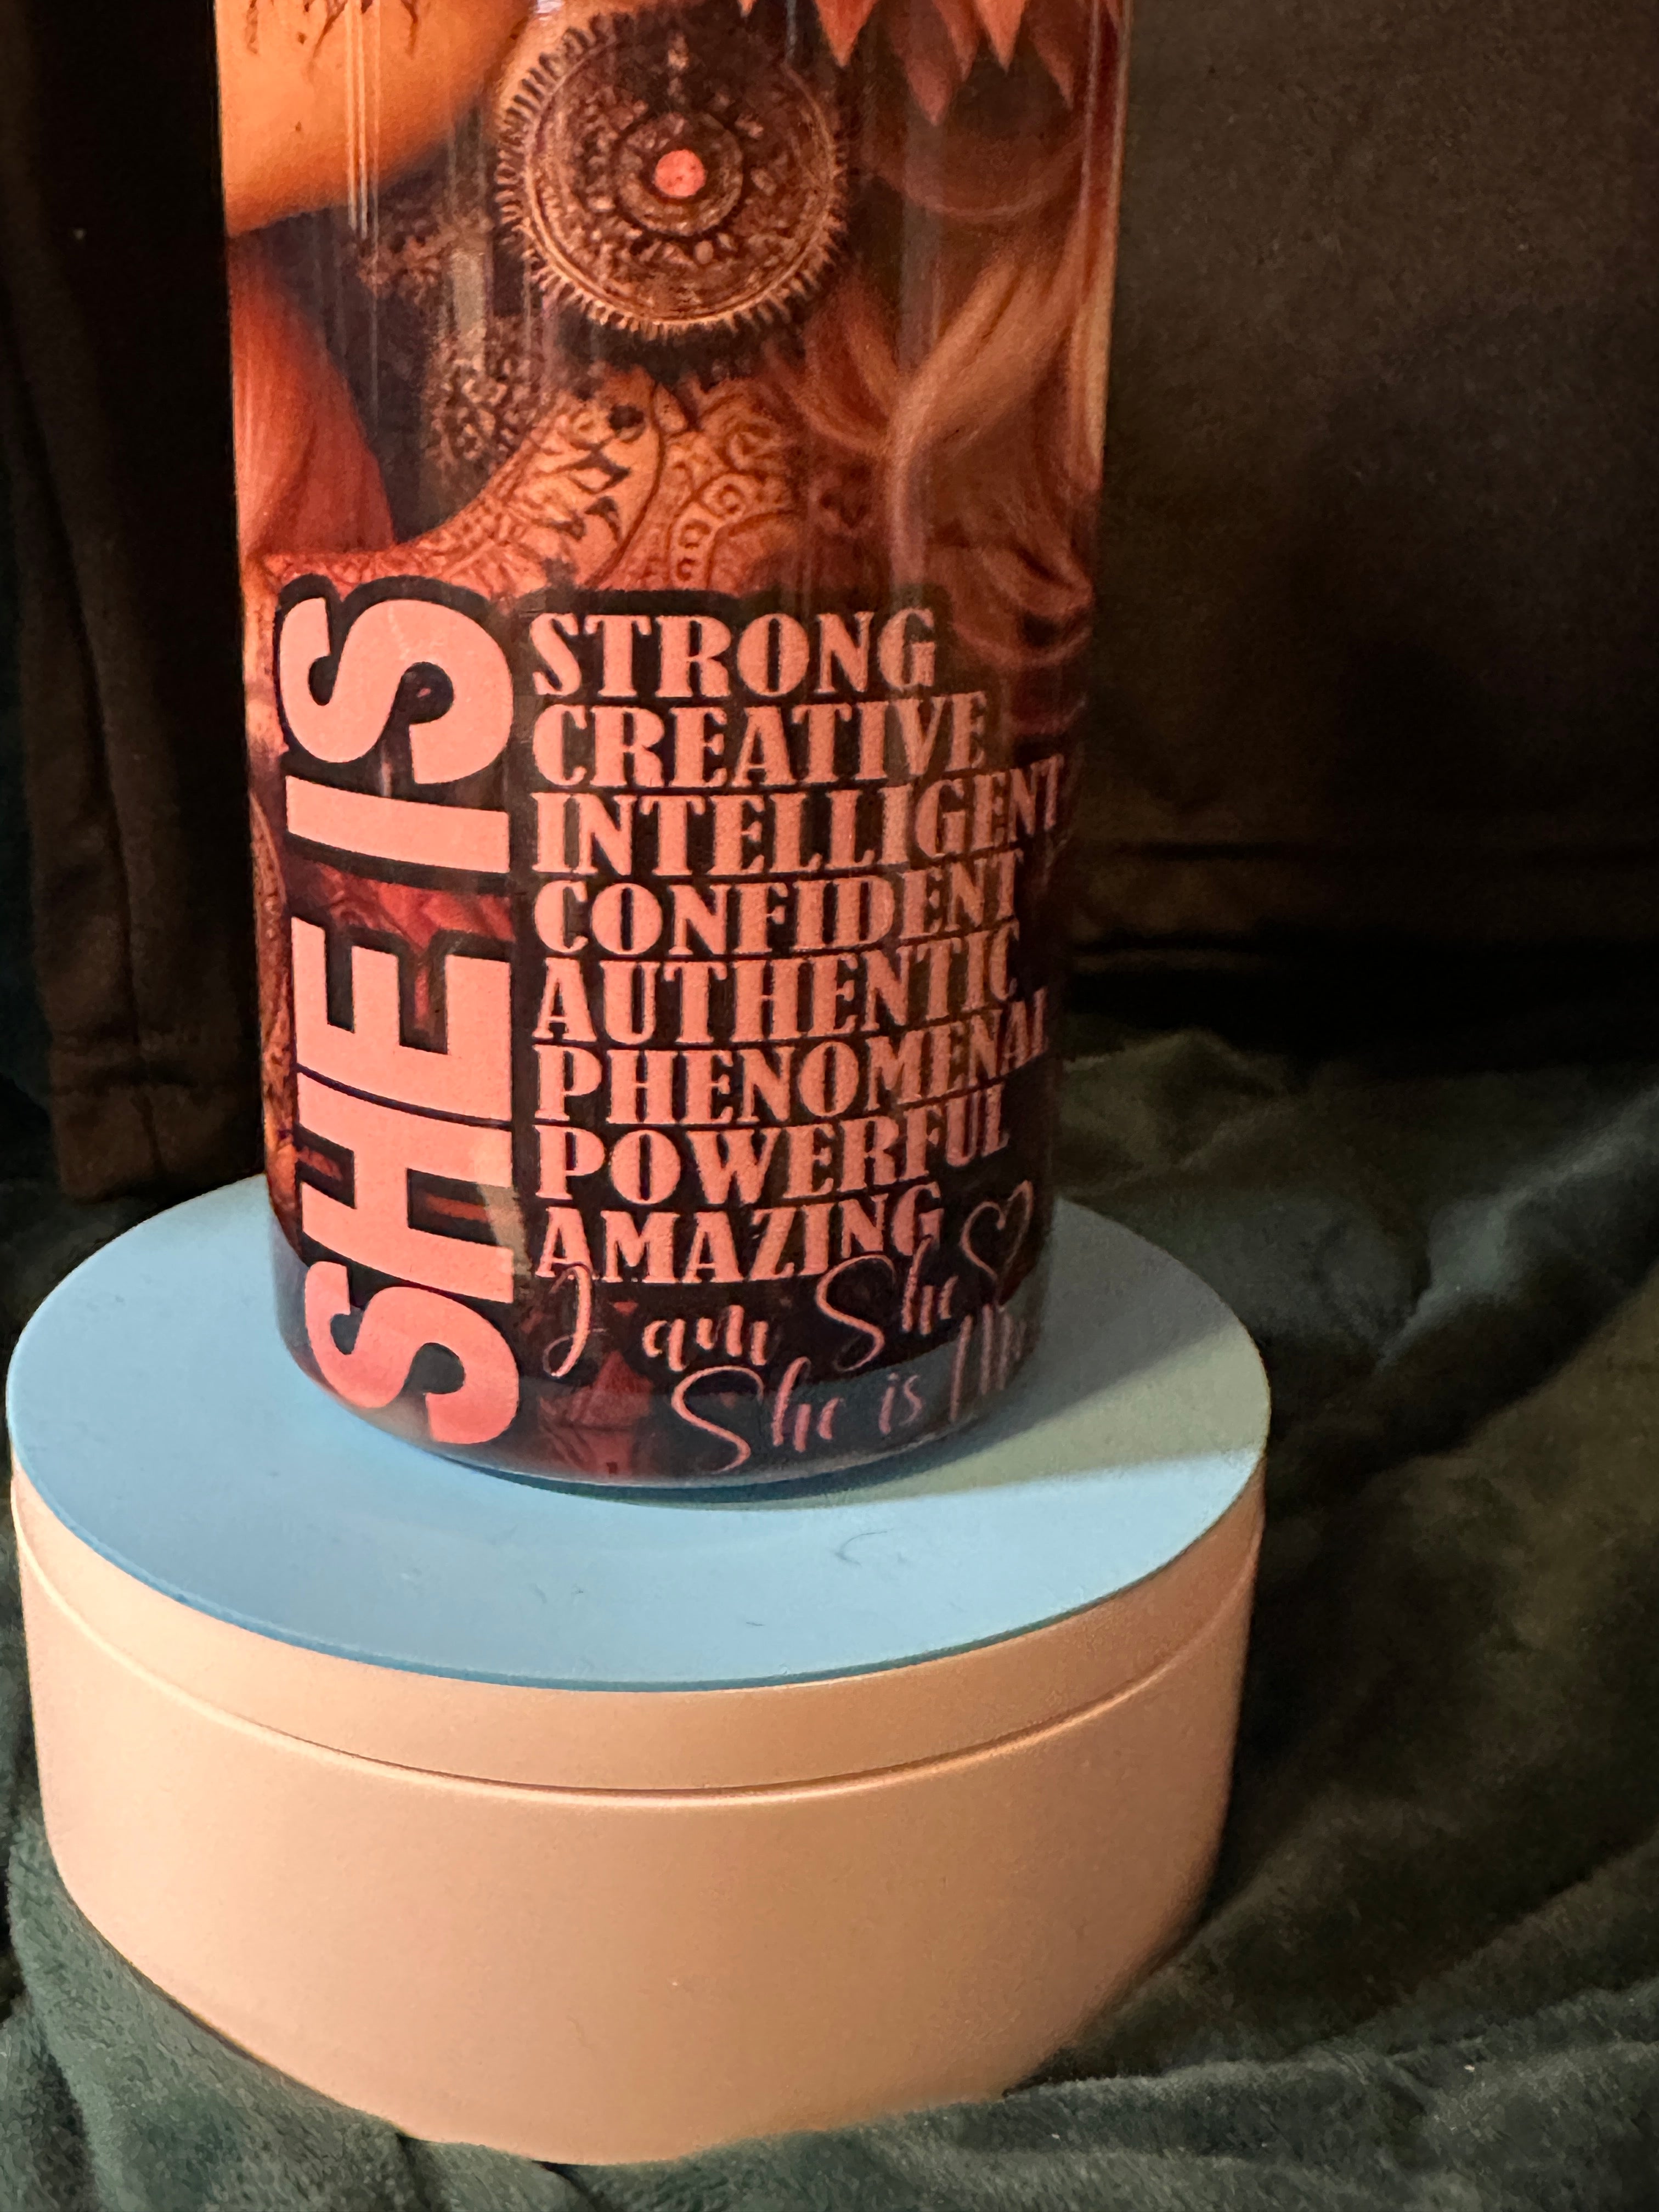 SHE IS
STRONG
CREATIVE
INTELLIGENT
CONFIDENT
AUTHENTIC
PHENOMENAL
POWERFUL
AMAZING
I am She
She is